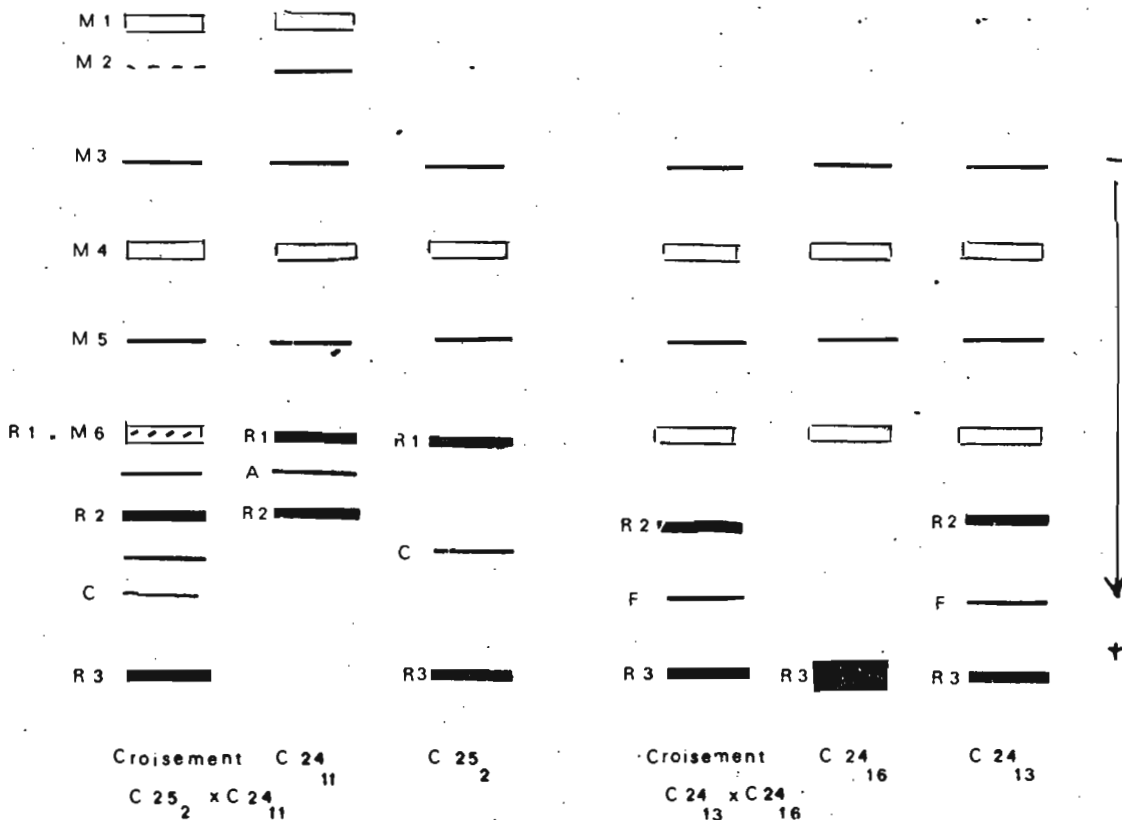 M 1
M 2
M 3
M 4
M 5
R 1 . M 6 R 1 R 1
A
R 2 R 2 R 2 R 2
C
C F F
R 3 R 3 R 3 R 3 R 3
−
+
Croisement C 24 11 C 25 2 Croisement C 24 16 C 24 13
C 25 2 x C 24 11 C 24 13 x C 24 16